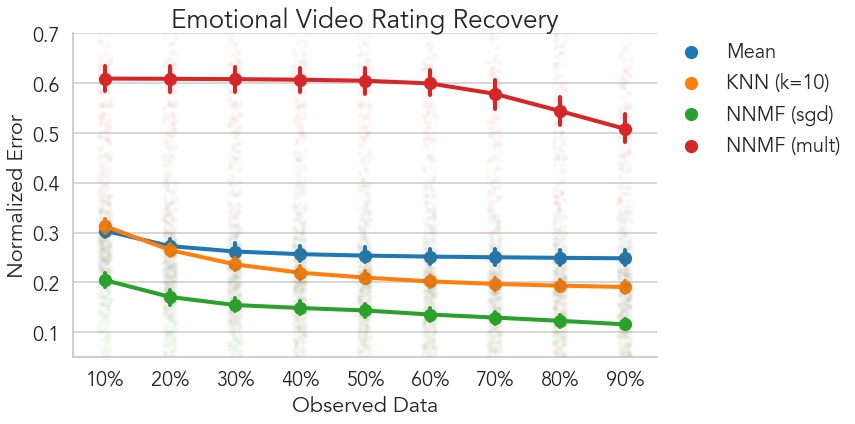 Emotional Video Rating Recovery
Normalized Error
0.7
0.6
0.5
0.4
0.3
0.2
0.1
10% 20% 30% 40% 50% 60% 70% 80% 90%
Observed Data
Mean
KNN (k=10)
NNMF (sgd)
NNMF (mult)